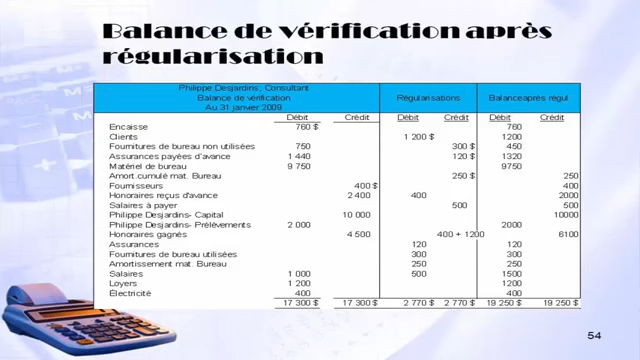 Balance de vérification après
régularisation
Philippe Desjardins, Consultant
Balance de vérification Régularisations Balanceaprès régul
Au 31 janvier 2009
Débit Crédit Débit Crédit Débit Crédit
Encaisse 760 $ 760
Clients 1 200 $ 1200
Fournitures de bureau non utilisées 750 300 $ 450
Assurances payées d'avance 1 440 120 $ 1320
Matériel de bureau 9 750 9750
Amort.cumulé mat. Bureau 250 $ 250
Fournisseurs 400 $ 400
Honoraires reçus d'avance 2 400 400 2000
Salaires à payer 500 500
Philippe Desjardins- Capital 10 000 10000
Philippe Desjardins- Prélèvements 2 000 2000
Honoraires gagnés 4 500 400 + 1200 6100
Assurances 120 120
Fournitures de bureau utilisées 300 300
Amortissement mat. Bureau 250 250
Salaires 1 000 500 1500
Loyers 1 200 1200
Électricité 400 400
17 300 $ 17 300 $ 2 770 $ 2 770 $ 19 250 $ 19 250 $
54